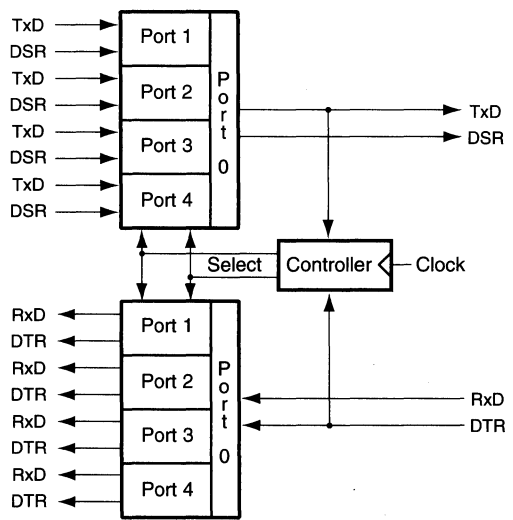 TxD
DSR
TxD
DSR
TxD
DSR
TxD
DSR
Port 1
Port 2
Port 3
Port 4
Port 0
TxD
DSR
Select
Controller
Clock
RxD
DTR
RxD
DTR
RxD
DTR
RxD
DTR
Port 1
Port 2
Port 3
Port 4
Port 0
RxD
DTR